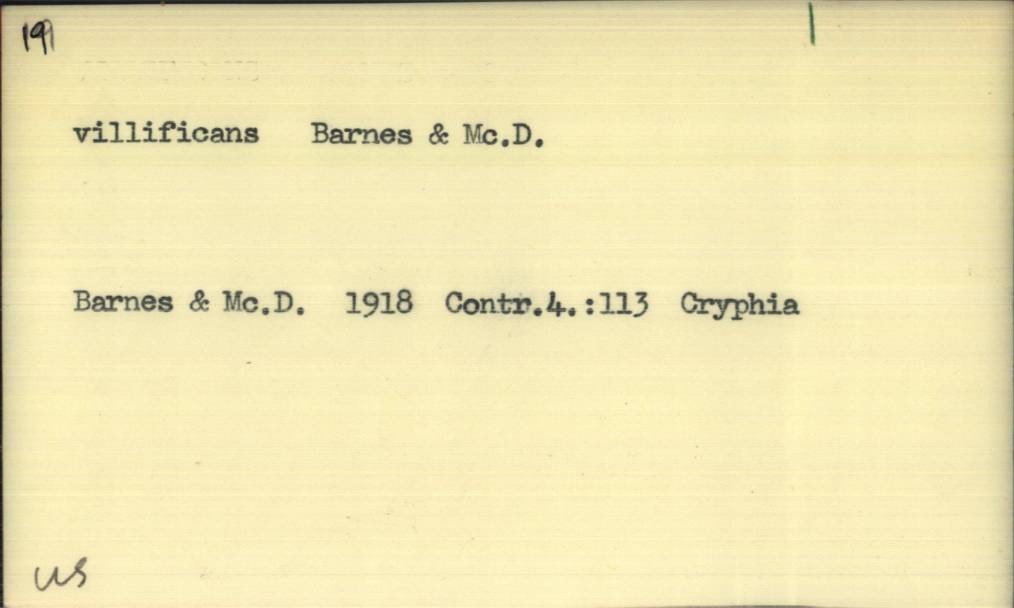 191
villificans Barnes & Mc.D.
Barnes & Mc.D. 1918 Contr.4.:113 Cryphia
US